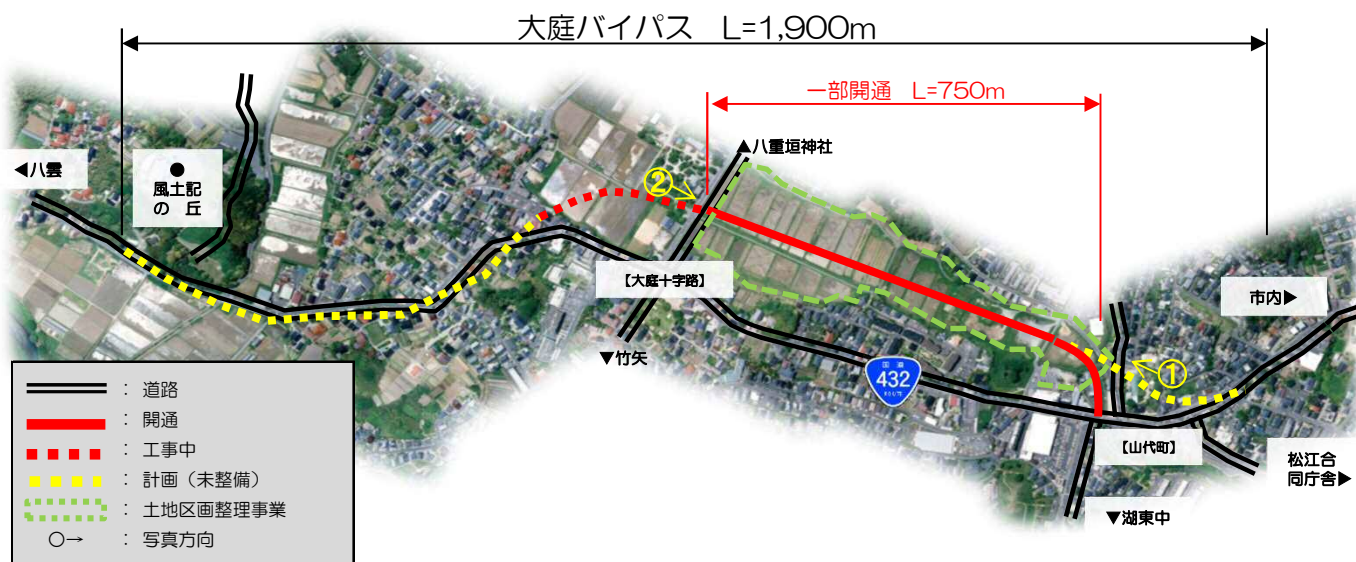 大庭バイパス L=1,900m
一部開通 L=750m
▲八重垣神社
◀八雲
●
風土記
の 丘
②
【大庭十字路】
市内▶
▼竹矢
国道
432
ROUTE
①
【山代町】
松江合
同庁舎▶
▼湖東中
: 道路
: 開通
: 工事中
: 計画（未整備）
: 土地区画整理事業
○→ : 写真方向